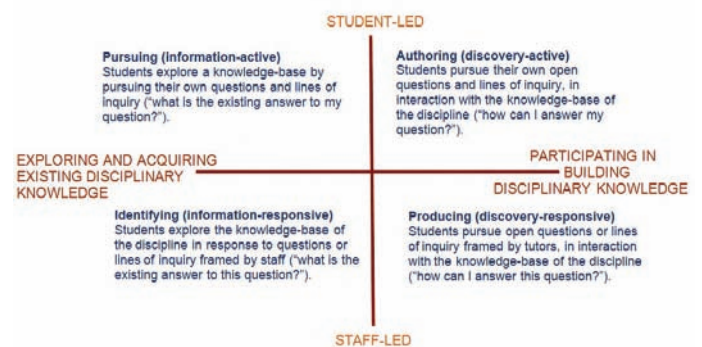 STUDENT-LED
Pursuing (information-active)
Students explore a knowledge-base by
pursuing their own questions and lines of
inquiry ("what is the existing answer to my
question?").
Authoring (discovery-active)
Students pursue their own open
questions and lines of inquiry, in
interaction with the knowledge-base of
the discipline ("how can I answer my
question?").
EXPLORING AND ACQUIRING
EXISTING DISCIPLINARY
KNOWLEDGE
PARTICIPATING IN
BUILDING
DISCIPLINARY KNOWLEDGE
Identifying (information-responsive)
Students explore the knowledge-base of
the discipline in response to questions or
lines of inquiry framed by staff ("what is the
existing answer to this question?").
Producing (discovery-responsive)
Students pursue open questions or lines
of inquiry framed by tutors, in interaction
with the knowledge-base of the discipline
("how can I answer this question?").
STAFF-LED